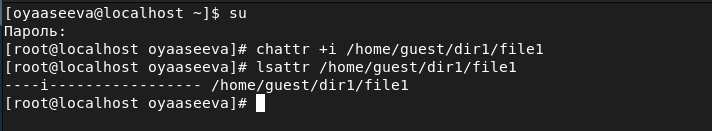 [oyaaseeva@localhost ~]$ su
Пароль:
[root@localhost oyaaseeva]# chattr +i /home/guest/dir1/file1
[root@localhost oyaaseeva]# lsattr /home/guest/dir1/file1
----i----------------- /home/guest/dir1/file1
[root@localhost oyaaseeva]#